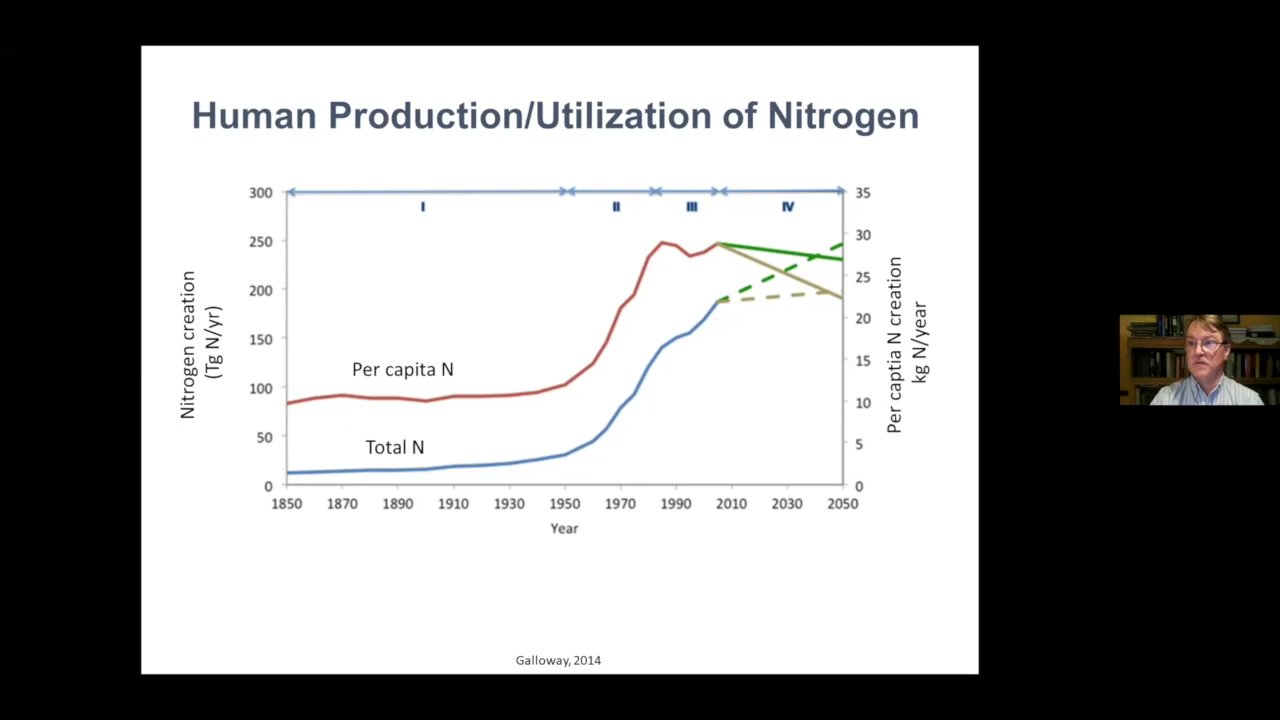 Human Production/Utilization of Nitrogen
300
250
200
150
100
50
0
Nitrogen creation
(Tg N/yr)
I
II
III
IV
Per capita N
Total N
35
30
25
20
15
10
5
0
Per captia N creation
kg N/year
1850
1870
1890
1910
1930
1950
1970
1990
2010
2030
2050
Year
Galloway, 2014